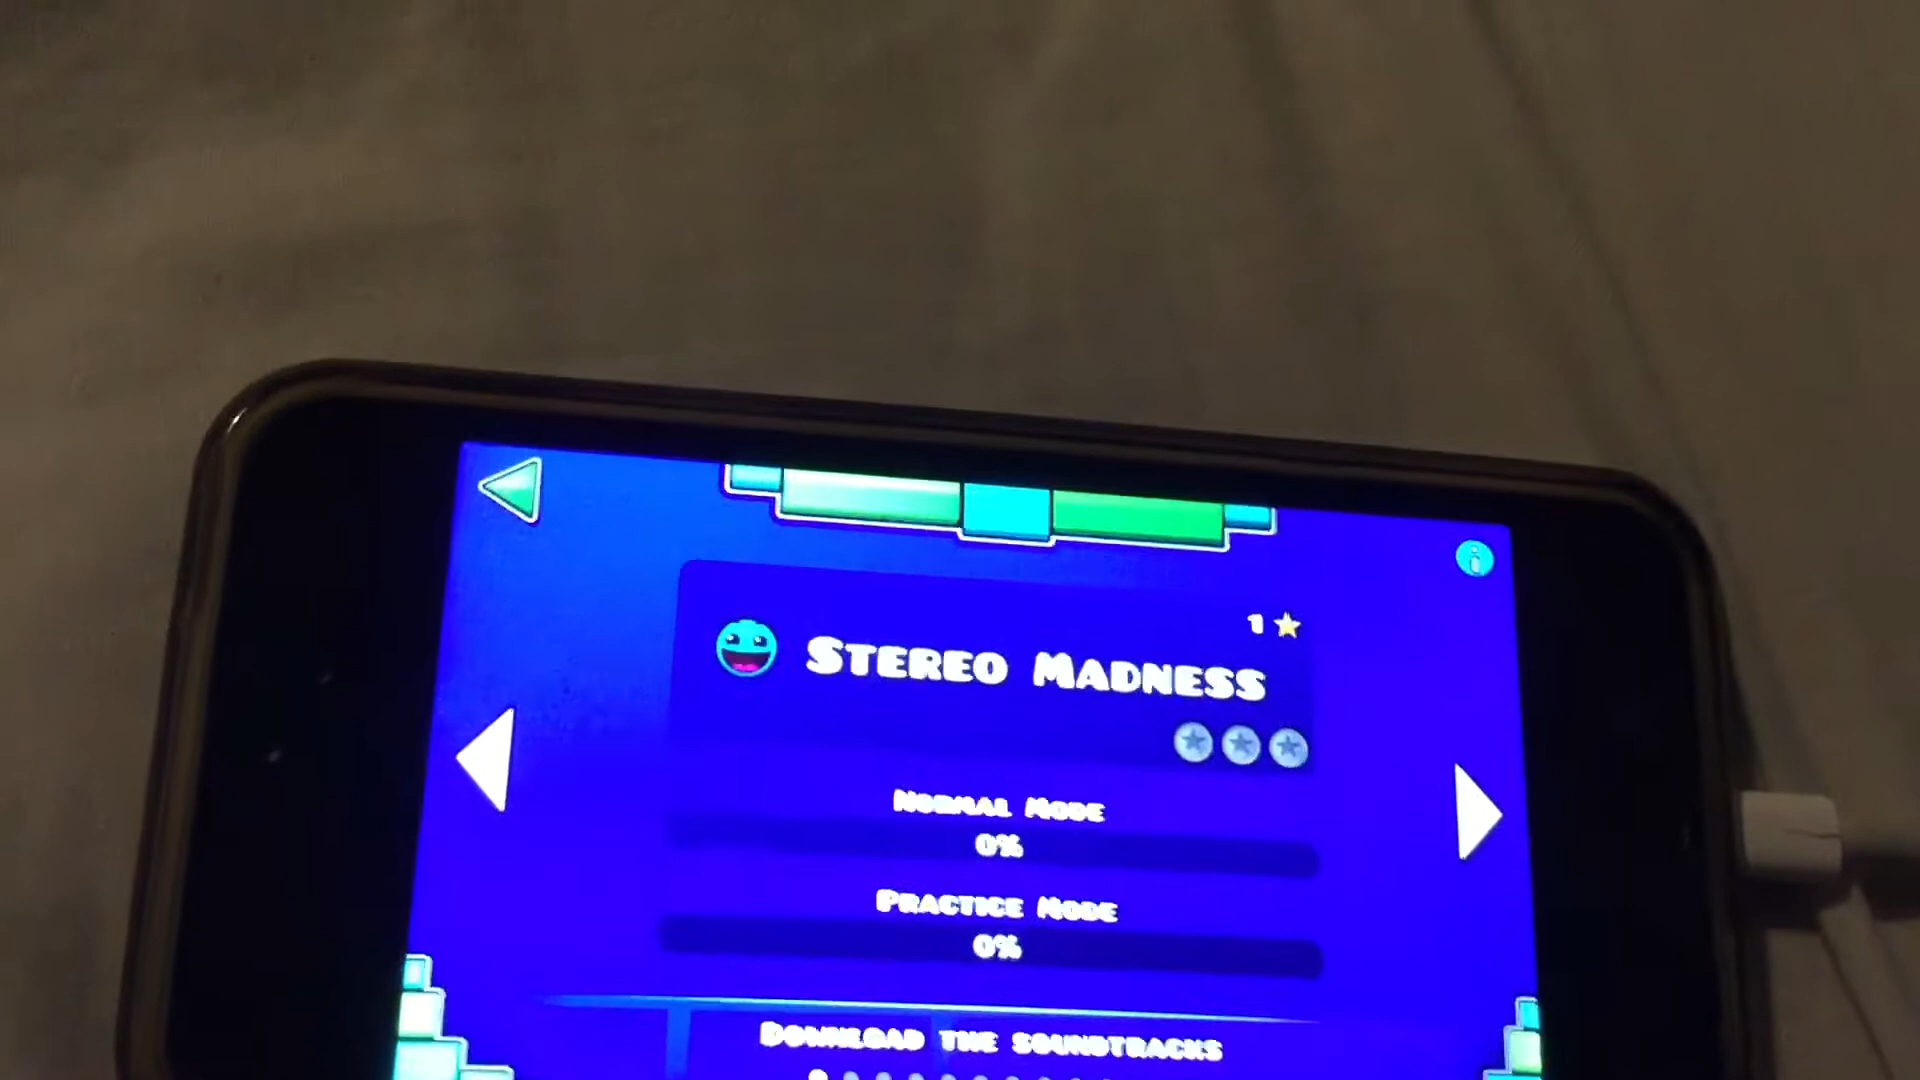 1
Stereo Madness
Normal Mode
0%
Practice Mode
0%
Download the soundtracks